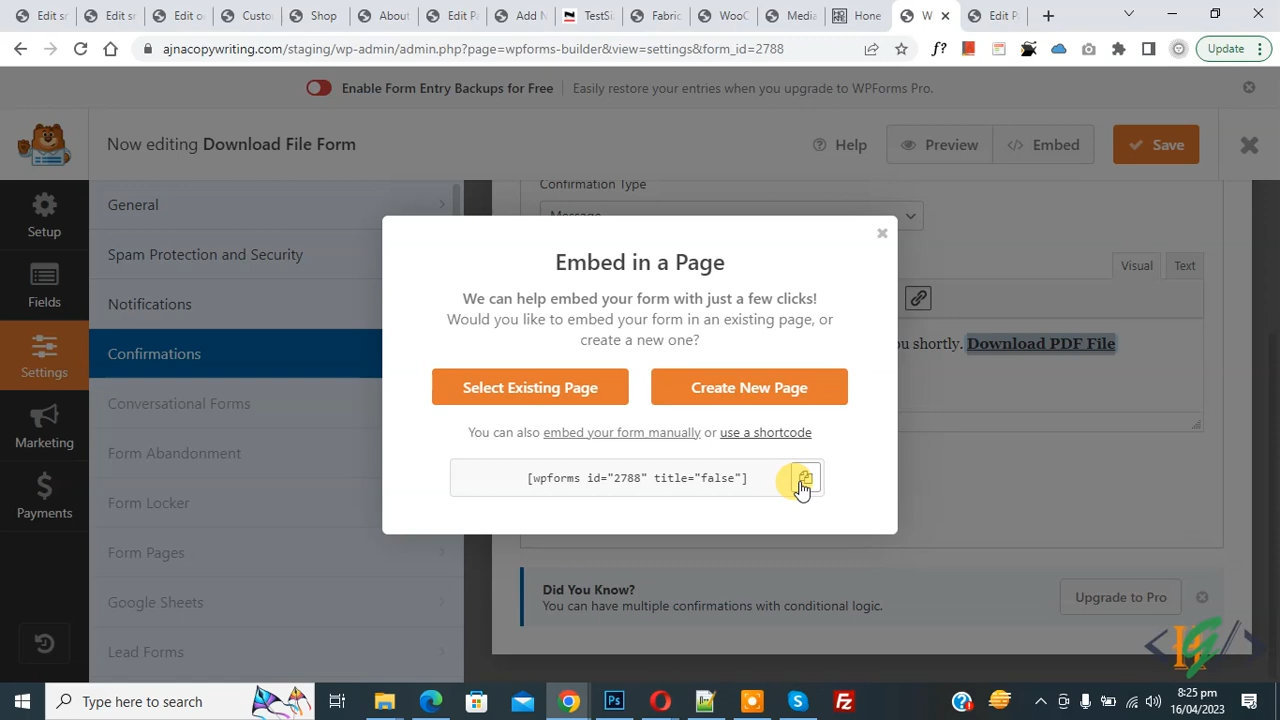 Edit sr
Edit sr
Edit o
Custo
Shop
About
Edit P
Add N
TestSi
Fabric
WooC
Media
Home
W
Edit P
ajnacopywriting.com/staging/wp-admin/admin.php?page=wpforms-builder&view=settings&form_id=2788
f?
Update
Enable Form Entry Backups for Free
Easily restore your entries when you upgrade to WPForms Pro.
Now editing Download File Form
Help
Preview
Embed
Save
Setup
Fields
Settings
Marketing
Payments
General
Spam Protection and Security
Notifications
Confirmations
Conversational Forms
Form Abandonment
Form Locker
Form Pages
Google Sheets
Lead Forms
Confirmation Type
Message
Visual
Text
ou shortly. Download PDF File
Embed in a Page
We can help embed your form with just a few clicks!
Would you like to embed your form in an existing page, or
create a new one?
Select Existing Page
Create New Page
You can also embed your form manually or use a shortcode
[wpforms id="2788" title="false"]
Did You Know?
You can have multiple confirmations with conditional logic.
Upgrade to Pro
Type here to search
8:25 pm
16/04/2023